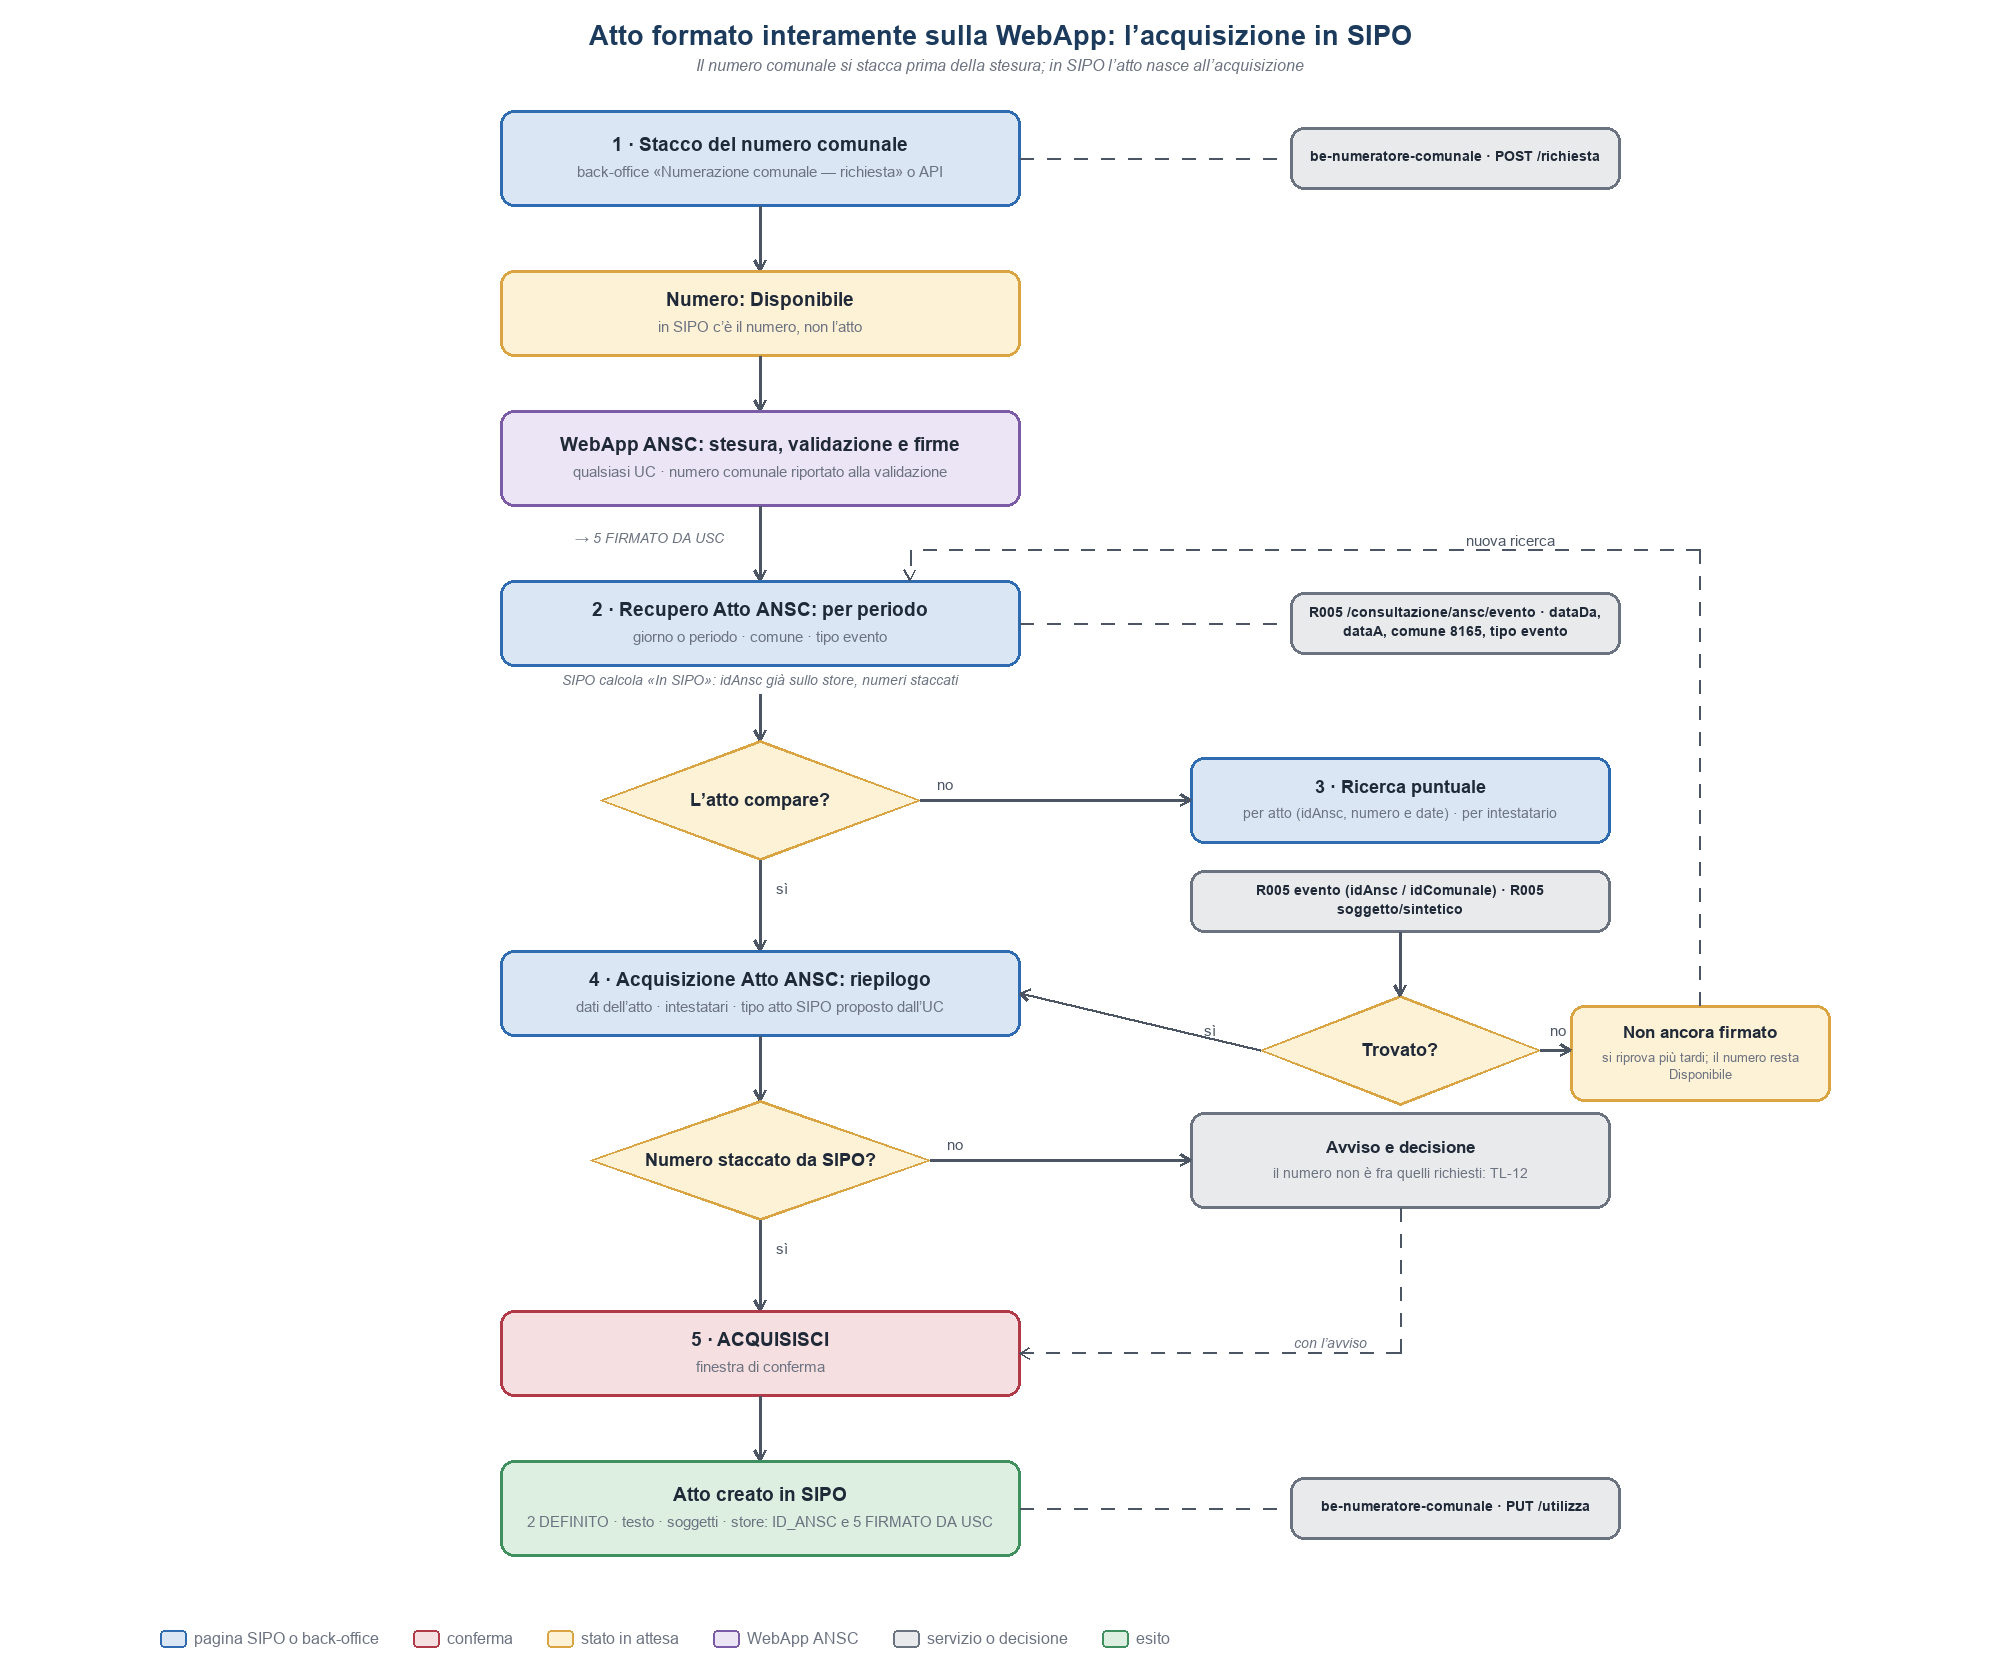 Atto formato interamente sulla WebApp: l’acquisizione in SIPO
Il numero comunale si stacca prima della stesura; in SIPO l’atto nasce all’acquisizione
1 · Stacco del numero comunale
back-office «Numerazione comunale — richiesta» o API
be-numeratore-comunale · POST /richiesta
Numero: Disponibile
in SIPO c’è il numero, non l’atto
WebApp ANSC: stesura, validazione e firme
qualsiasi UC · numero comunale riportato alla validazione
→ 5 FIRMATO DA USC
nuova ricerca
2 · Recupero Atto ANSC: per periodo
giorno o periodo · comune · tipo evento
R005 /consultazione/ansc/evento · dataDa,
dataA, comune 8165, tipo evento
SIPO calcola «In SIPO»: idAnsc già sullo store, numeri staccati
L’atto compare?
no
3 · Ricerca puntuale
per atto (idAnsc, numero e date) · per intestatario
sì
R005 evento (idAnsc / idComunale) · R005
soggetto/sintetico
4 · Acquisizione Atto ANSC: riepilogo
dati dell’atto · intestatari · tipo atto SIPO proposto dall’UC
sì
Trovato?
no
Non ancora firmato
si riprova più tardi; il numero resta
Disponibile
Numero staccato da SIPO?
no
Avviso e decisione
il numero non è fra quelli richiesti: TL-12
sì
5 · ACQUISISCI
finestra di conferma
con l’avviso
Atto creato in SIPO
2 DEFINITO · testo · soggetti · store: ID_ANSC e 5 FIRMATO DA USC
be-numeratore-comunale · PUT /utilizza
pagina SIPO o back-office
conferma
stato in attesa
WebApp ANSC
servizio o decisione
esito